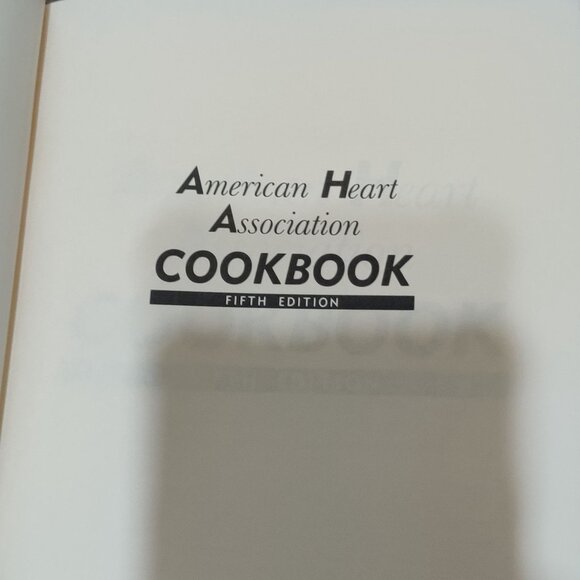 American Heart
Association
COOKBOOK
FIFTH EDITION